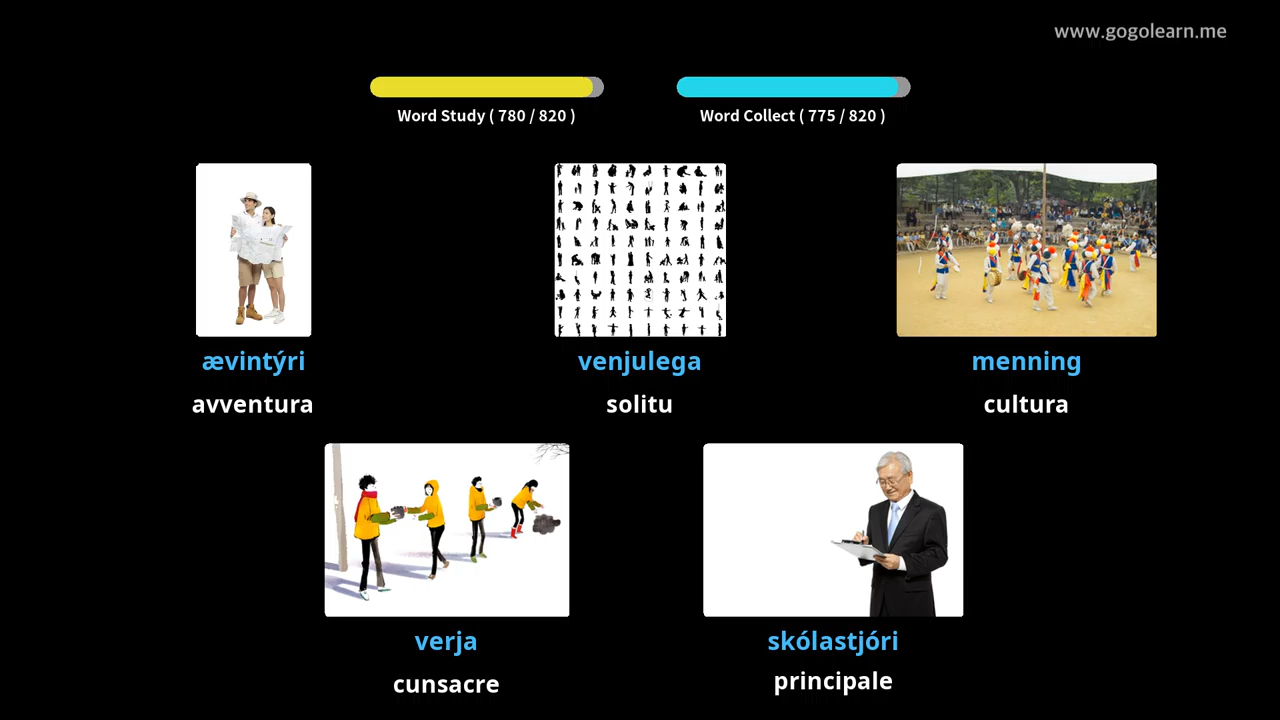 www.gogolearn.me
Word Study ( 780 / 820 )
Word Collect ( 775 / 820 )
ævintýri
avventura
venjulega
solitu
menning
cultura
verja
cunsacre
skólastjóri
principale